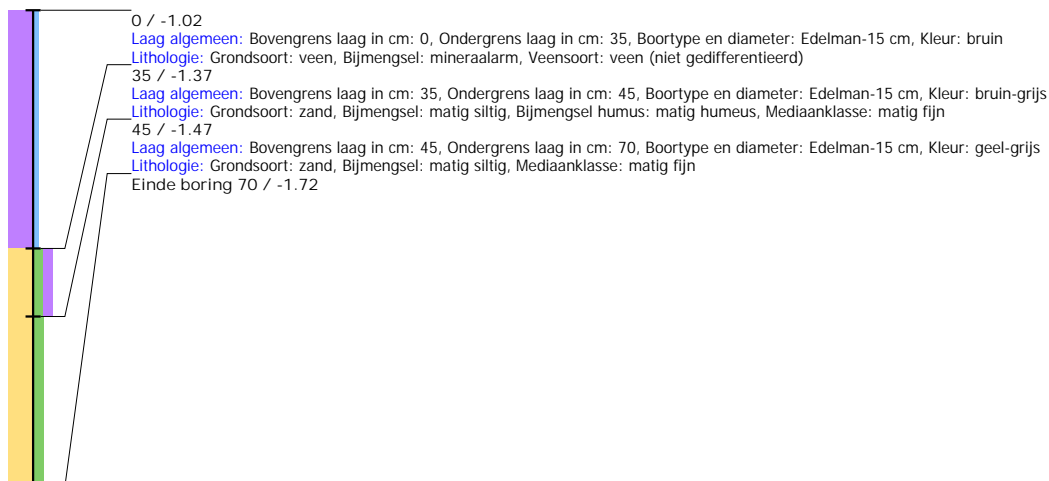 0 / -1.02
Laag algemeen: Bovengrens laag in cm: 0, Ondergrens laag in cm: 35, Boortype en diameter: Edelman-15 cm, Kleur: bruin
Lithologie: Grondsoort: veen, Bijmengsel: mineraalarm, Veensoort: veen (niet gedifferentieerd)
35 / -1.37
Laag algemeen: Bovengrens laag in cm: 35, Ondergrens laag in cm: 45, Boortype en diameter: Edelman-15 cm, Kleur: bruin-grijs
Lithologie: Grondsoort: zand, Bijmengsel: matig siltig, Bijmengsel humus: matig humeus, Mediaanklasse: matig fijn
45 / -1.47
Laag algemeen: Bovengrens laag in cm: 45, Ondergrens laag in cm: 70, Boortype en diameter: Edelman-15 cm, Kleur: geel-grijs
Lithologie: Grondsoort: zand, Bijmengsel: matig siltig, Mediaanklasse: matig fijn
Einde boring 70 / -1.72